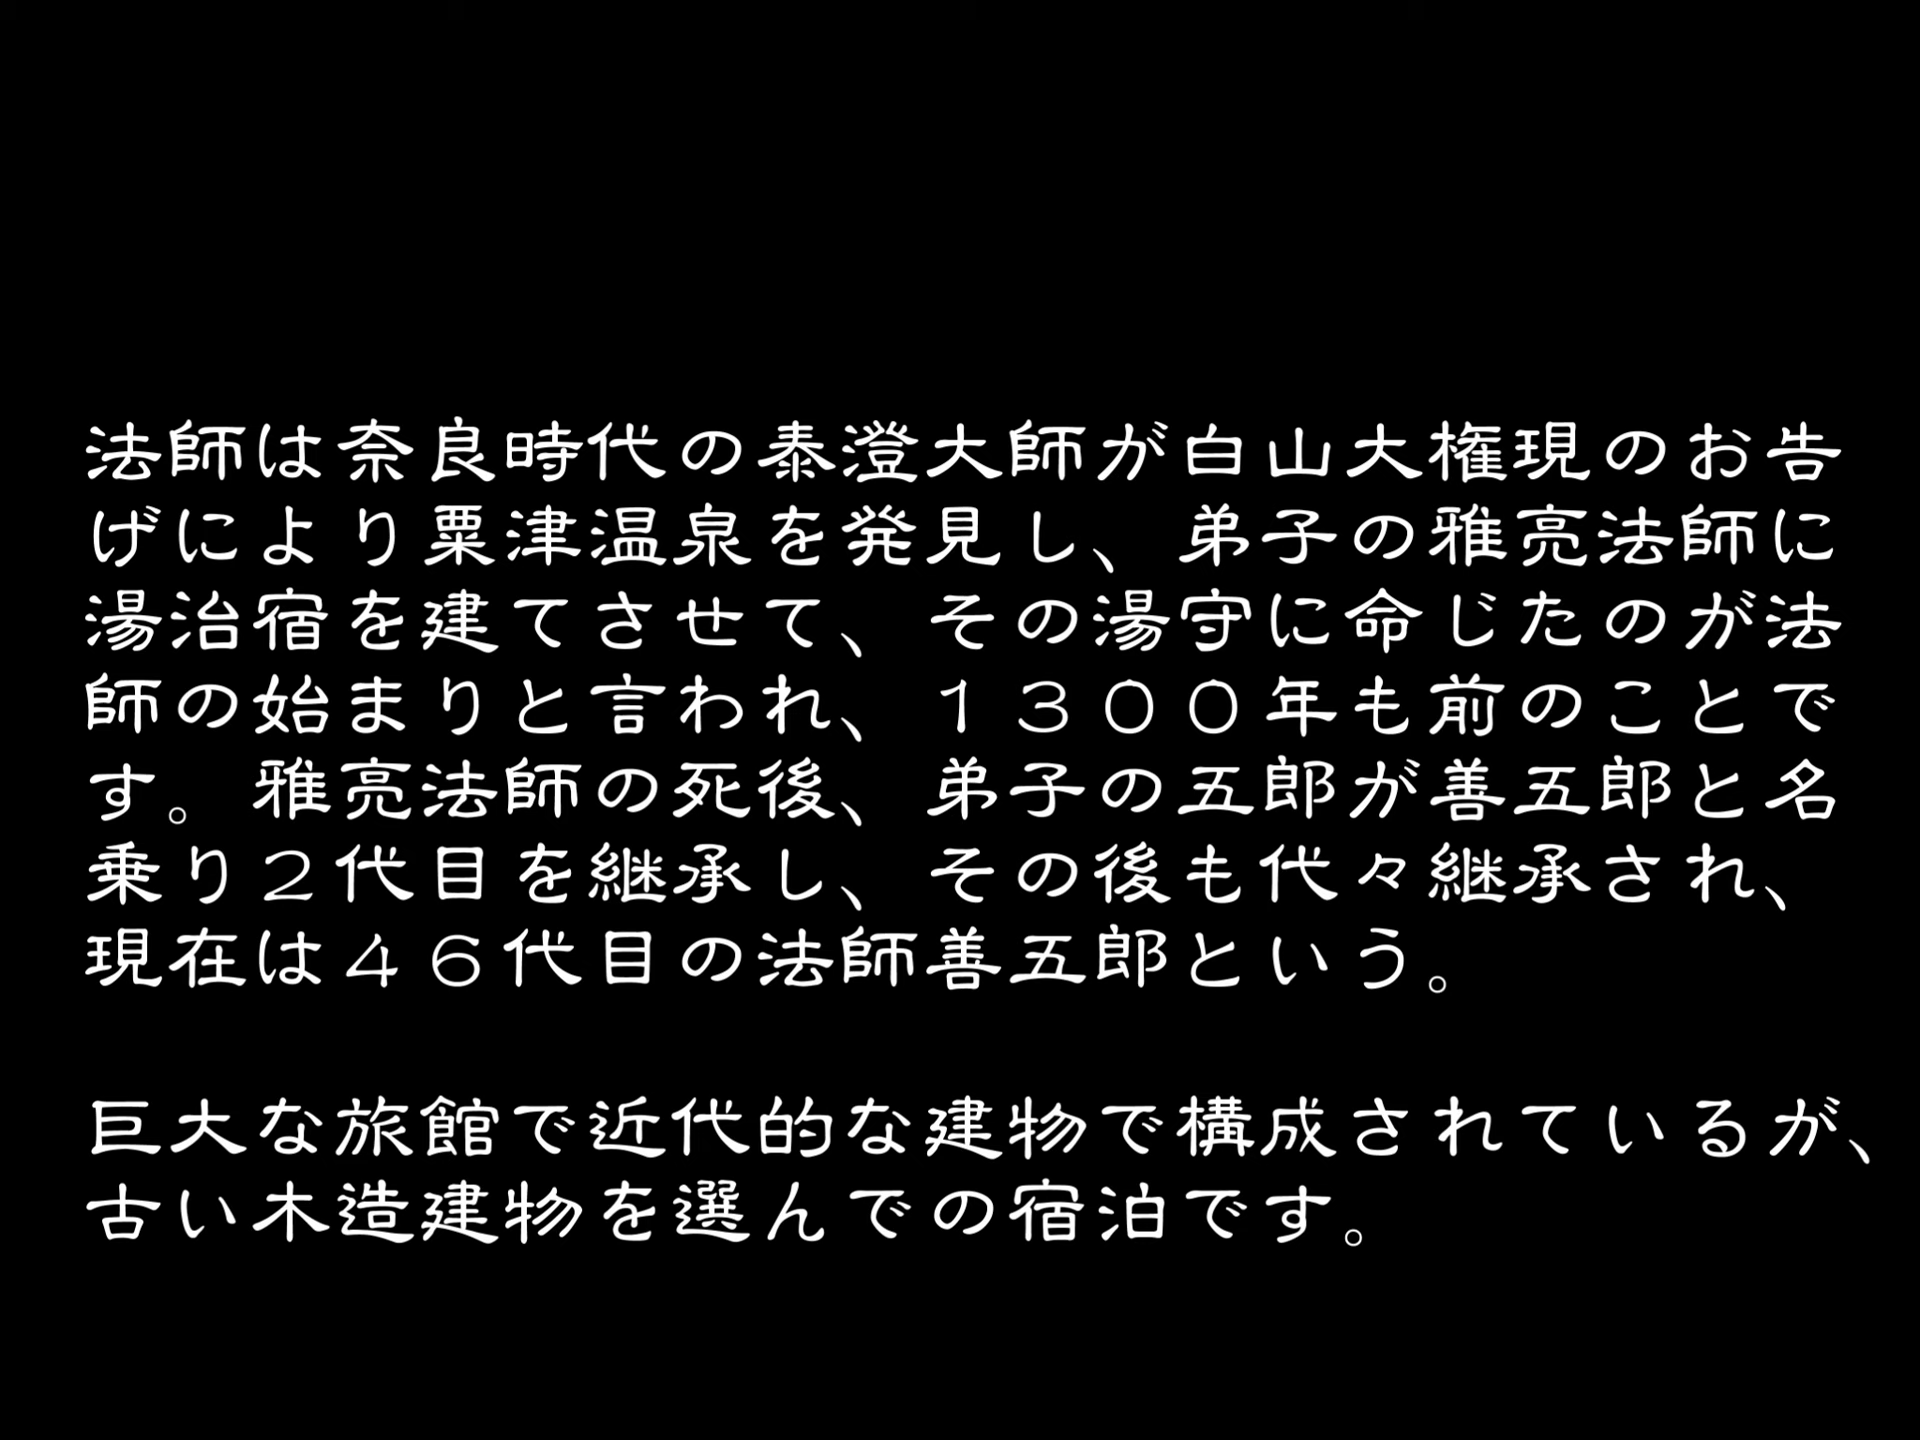 法師は奈良時代の泰澄大師が白山大権現のお告
げにより粟津温泉を発見し、弟子の雅亮法師に
湯治宿を建てさせて、その湯守に命じたのが法
師の始まりと言われ、１３００年も前のことで
す。雅亮法師の死後、弟子の五郎が善五郎と名
乗り２代目を継承し、その後も代々継承され、
現在は４６代目の法師善五郎という。
巨大な旅館で近代的な建物で構成されているが、
古い木造建物を選んでの宿泊です。